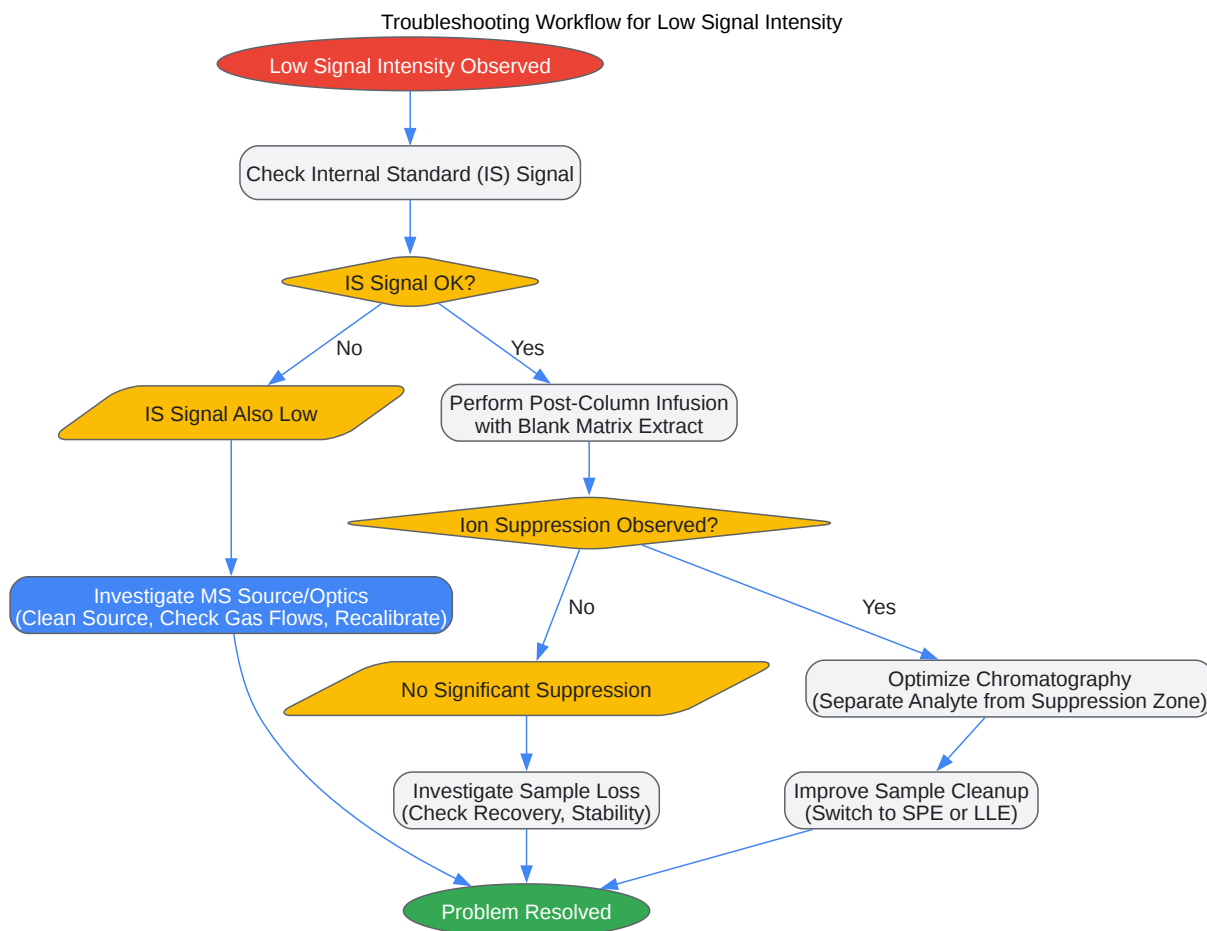 Troubleshooting Workflow for Low Signal Intensity
Low Signal Intensity Observed
Check Internal Standard (IS) Signal
IS Signal OK?
No
Yes
IS Signal Also Low
Perform Post-Column Infusion
with Blank Matrix Extract
Ion Suppression Observed?
Investigate MS Source/Optics
(Clean Source, Check Gas Flows, Recalibrate)
No
Yes
No Significant Suppression
Optimize Chromatography
(Separate Analyte from Suppression Zone)
Investigate Sample Loss
(Check Recovery, Stability)
Improve Sample Cleanup
(Switch to SPE or LLE)
Problem Resolved